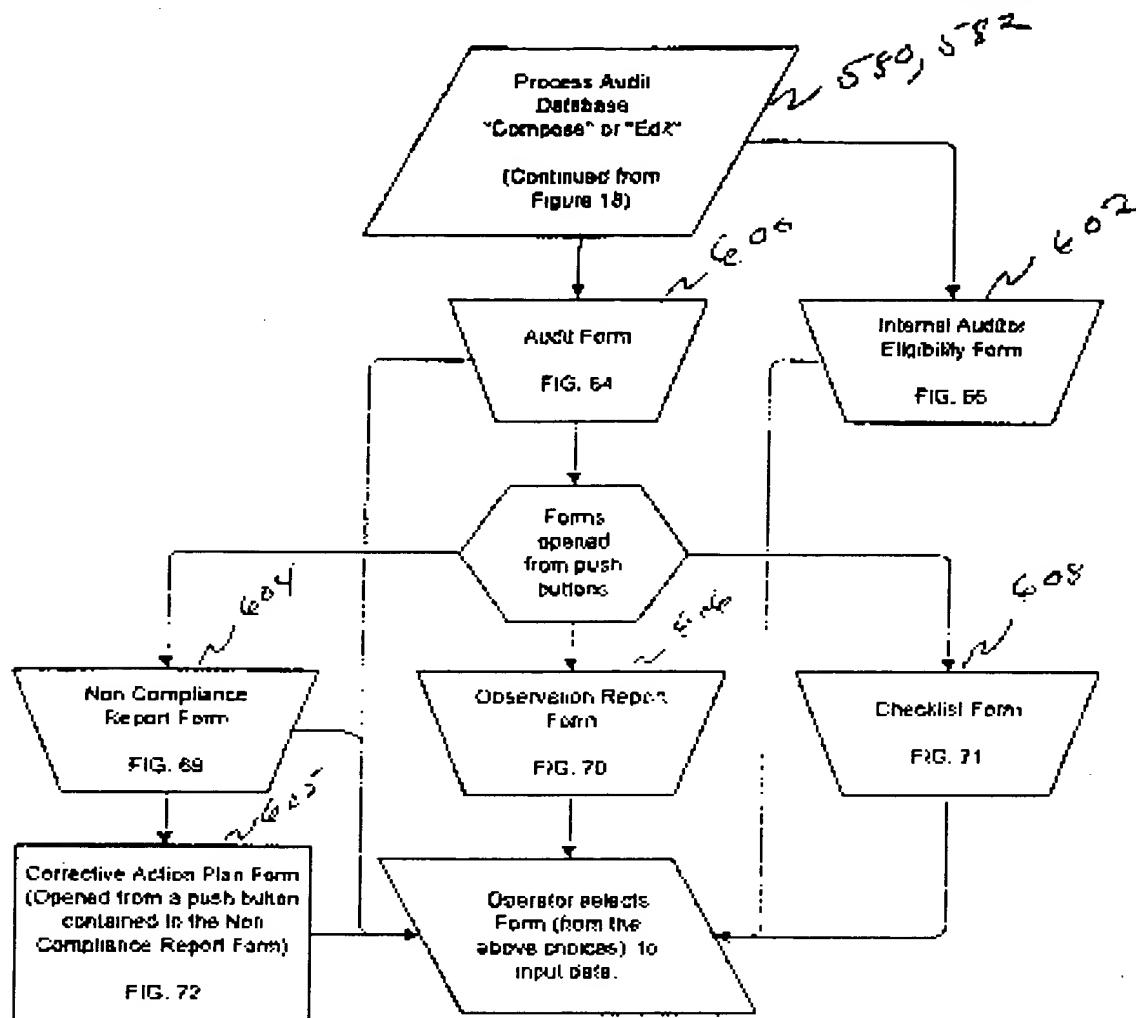 Process Audit
Database
"Compose" or "Edit"
(Continued from
Figure 18)
580, 582
600
602
Audit Form
FIG. 64
Internal Auditor
Eligibility Form
FIG. 66
Forms
opened
from push
buttons
604
606
608
Non Compliance
Report Form
FIG. 69
Observation Report
Form
FIG. 70
Checklist Form
FIG. 71
605
Corrective Action Plan Form
(Opened from a push button
contained in the Non
Compliance Report Form)
FIG. 72
Operator selects
Form (from the
above choices) to
input data.